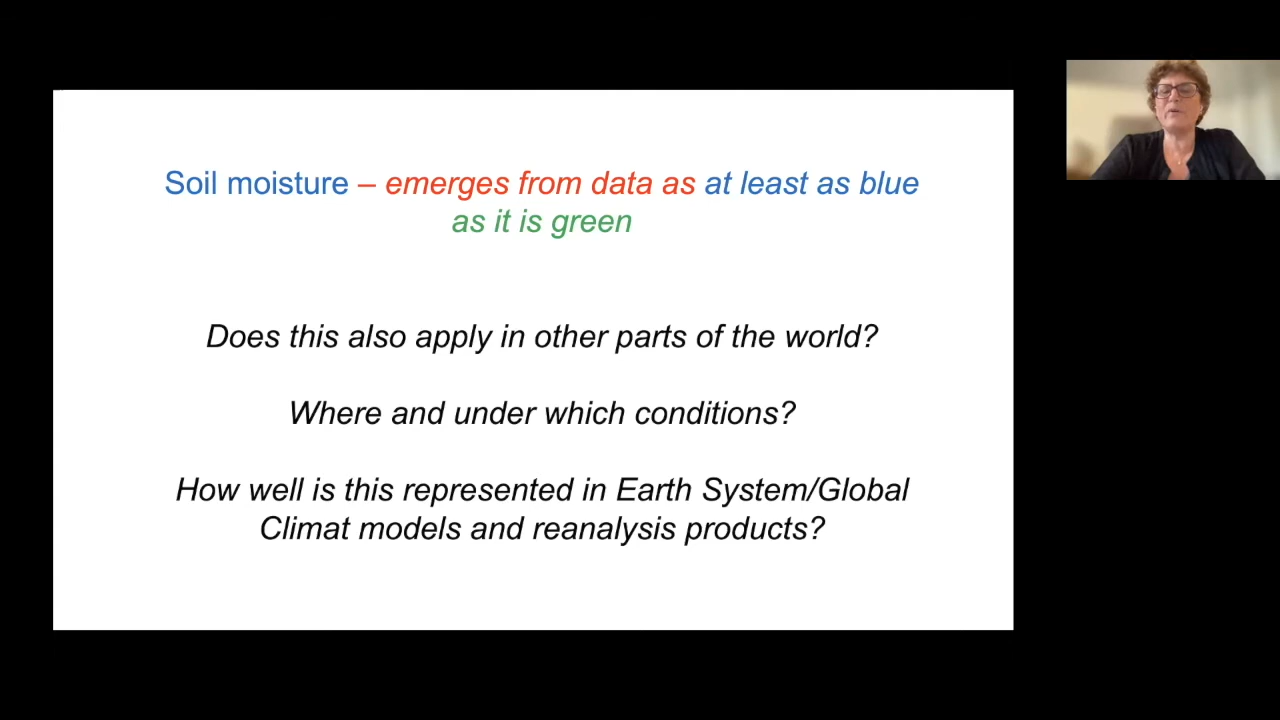 Soil moisture – emerges from data as at least as blue
as it is green
Does this also apply in other parts of the world?
Where and under which conditions?
How well is this represented in Earth System/Global
Climat models and reanalysis products?